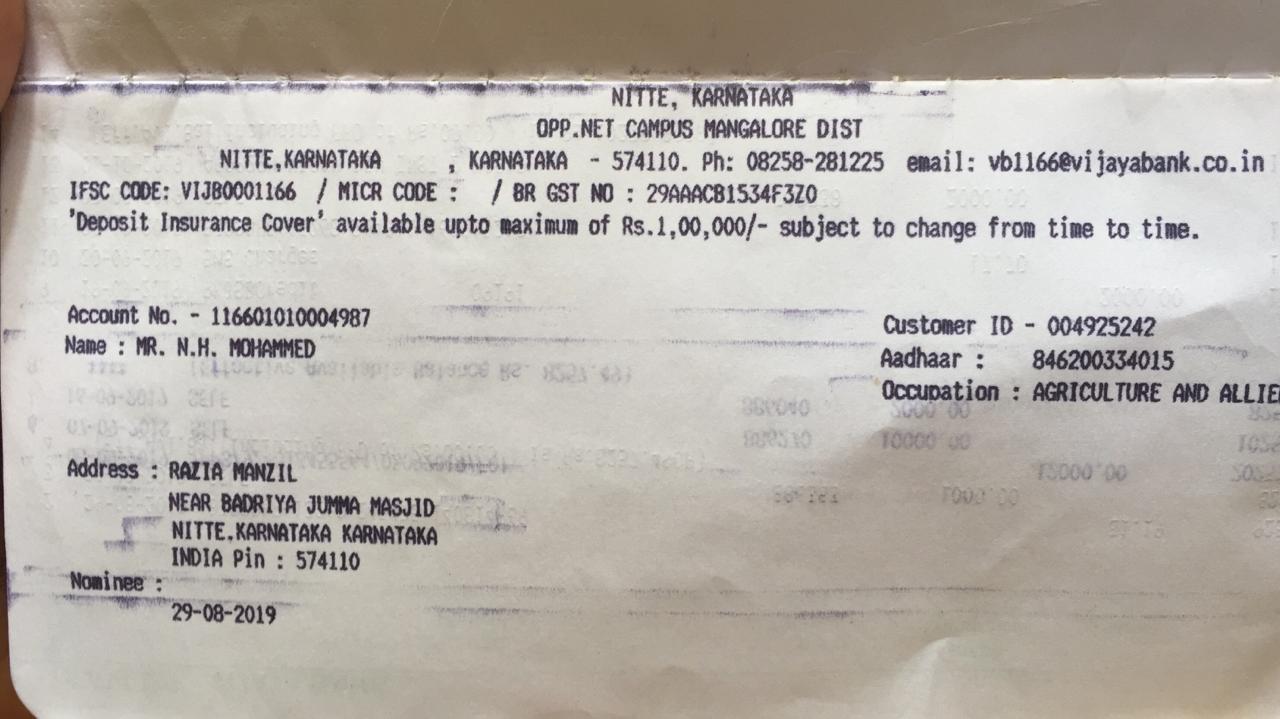 NITTE, KARNATAKA
OPP.NET CAMPUS MANGALORE DIST
NITTE,KARNATAKA , KARNATAKA - 574110. Ph: 08258-281225 email: vb1166@vijayabank.co.in
IFSC CODE: VIJB0001166 / MICR CODE : / BR GST NO : 29AAACB1534F3ZO
'Deposit Insurance Cover' available upto maximum of Rs.1,00,000/- subject to change from time to time.
Account No. - 116601010004987
Customer ID - 004925242
Name : MR. N.H. MOHAMMED
Aadhaar : 846200334015
Occupation : AGRICULTURE AND ALLIE
Address : RAZIA MANZIL
NEAR BADRIYA JUMMA MASJID
NITTE.KARNATAKA KARNATAKA
INDIA Pin : 574110
Nominee :
29-08-2019